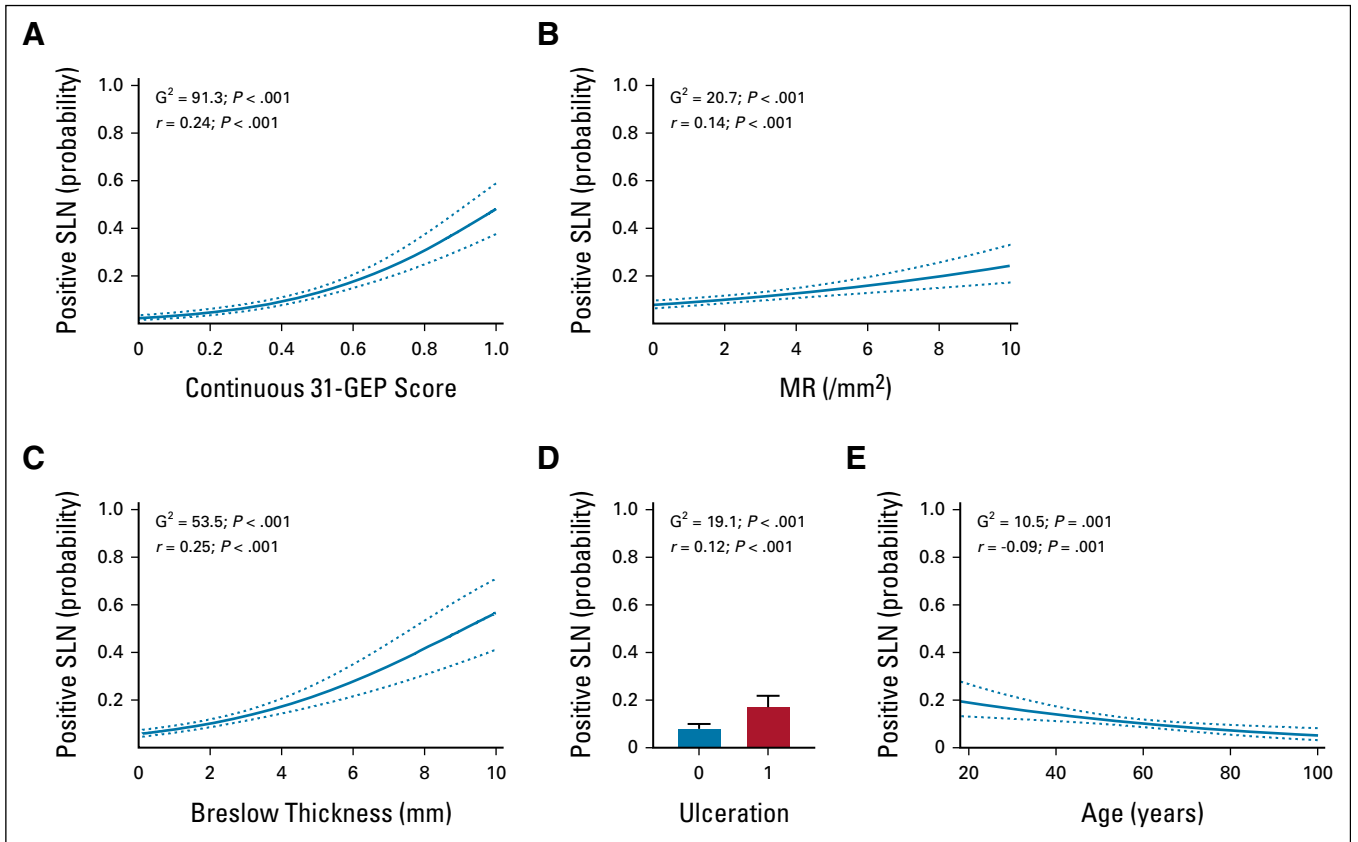 A
Positive SLN (probability)
1.0
0.8
0.6
0.4
0.2
G² = 91.3; P < .001
r = 0.24; P < .001
0 0.2 0.4 0.6 0.8 1.0
Continuous 31-GEP Score
B
Positive SLN (probability)
1.0
0.8
0.6
0.4
0.2
G² = 20.7; P < .001
r = 0.14; P < .001
0 2 4 6 8 10
MR (/mm²)
C
Positive SLN (probability)
1.0
0.8
0.6
0.4
0.2
G² = 53.5; P < .001
r = 0.25; P < .001
0 2 4 6 8 10
Breslow Thickness (mm)
D
Positive SLN (probability)
1.0
0.8
0.6
0.4
0.2
0
G² = 19.1; P < .001
r = 0.12; P < .001
0 1
Ulceration
E
Positive SLN (probability)
1.0
0.8
0.6
0.4
0.2
0
G² = 10.5; P = .001
r = -0.09; P = .001
20 40 60 80 100
Age (years)